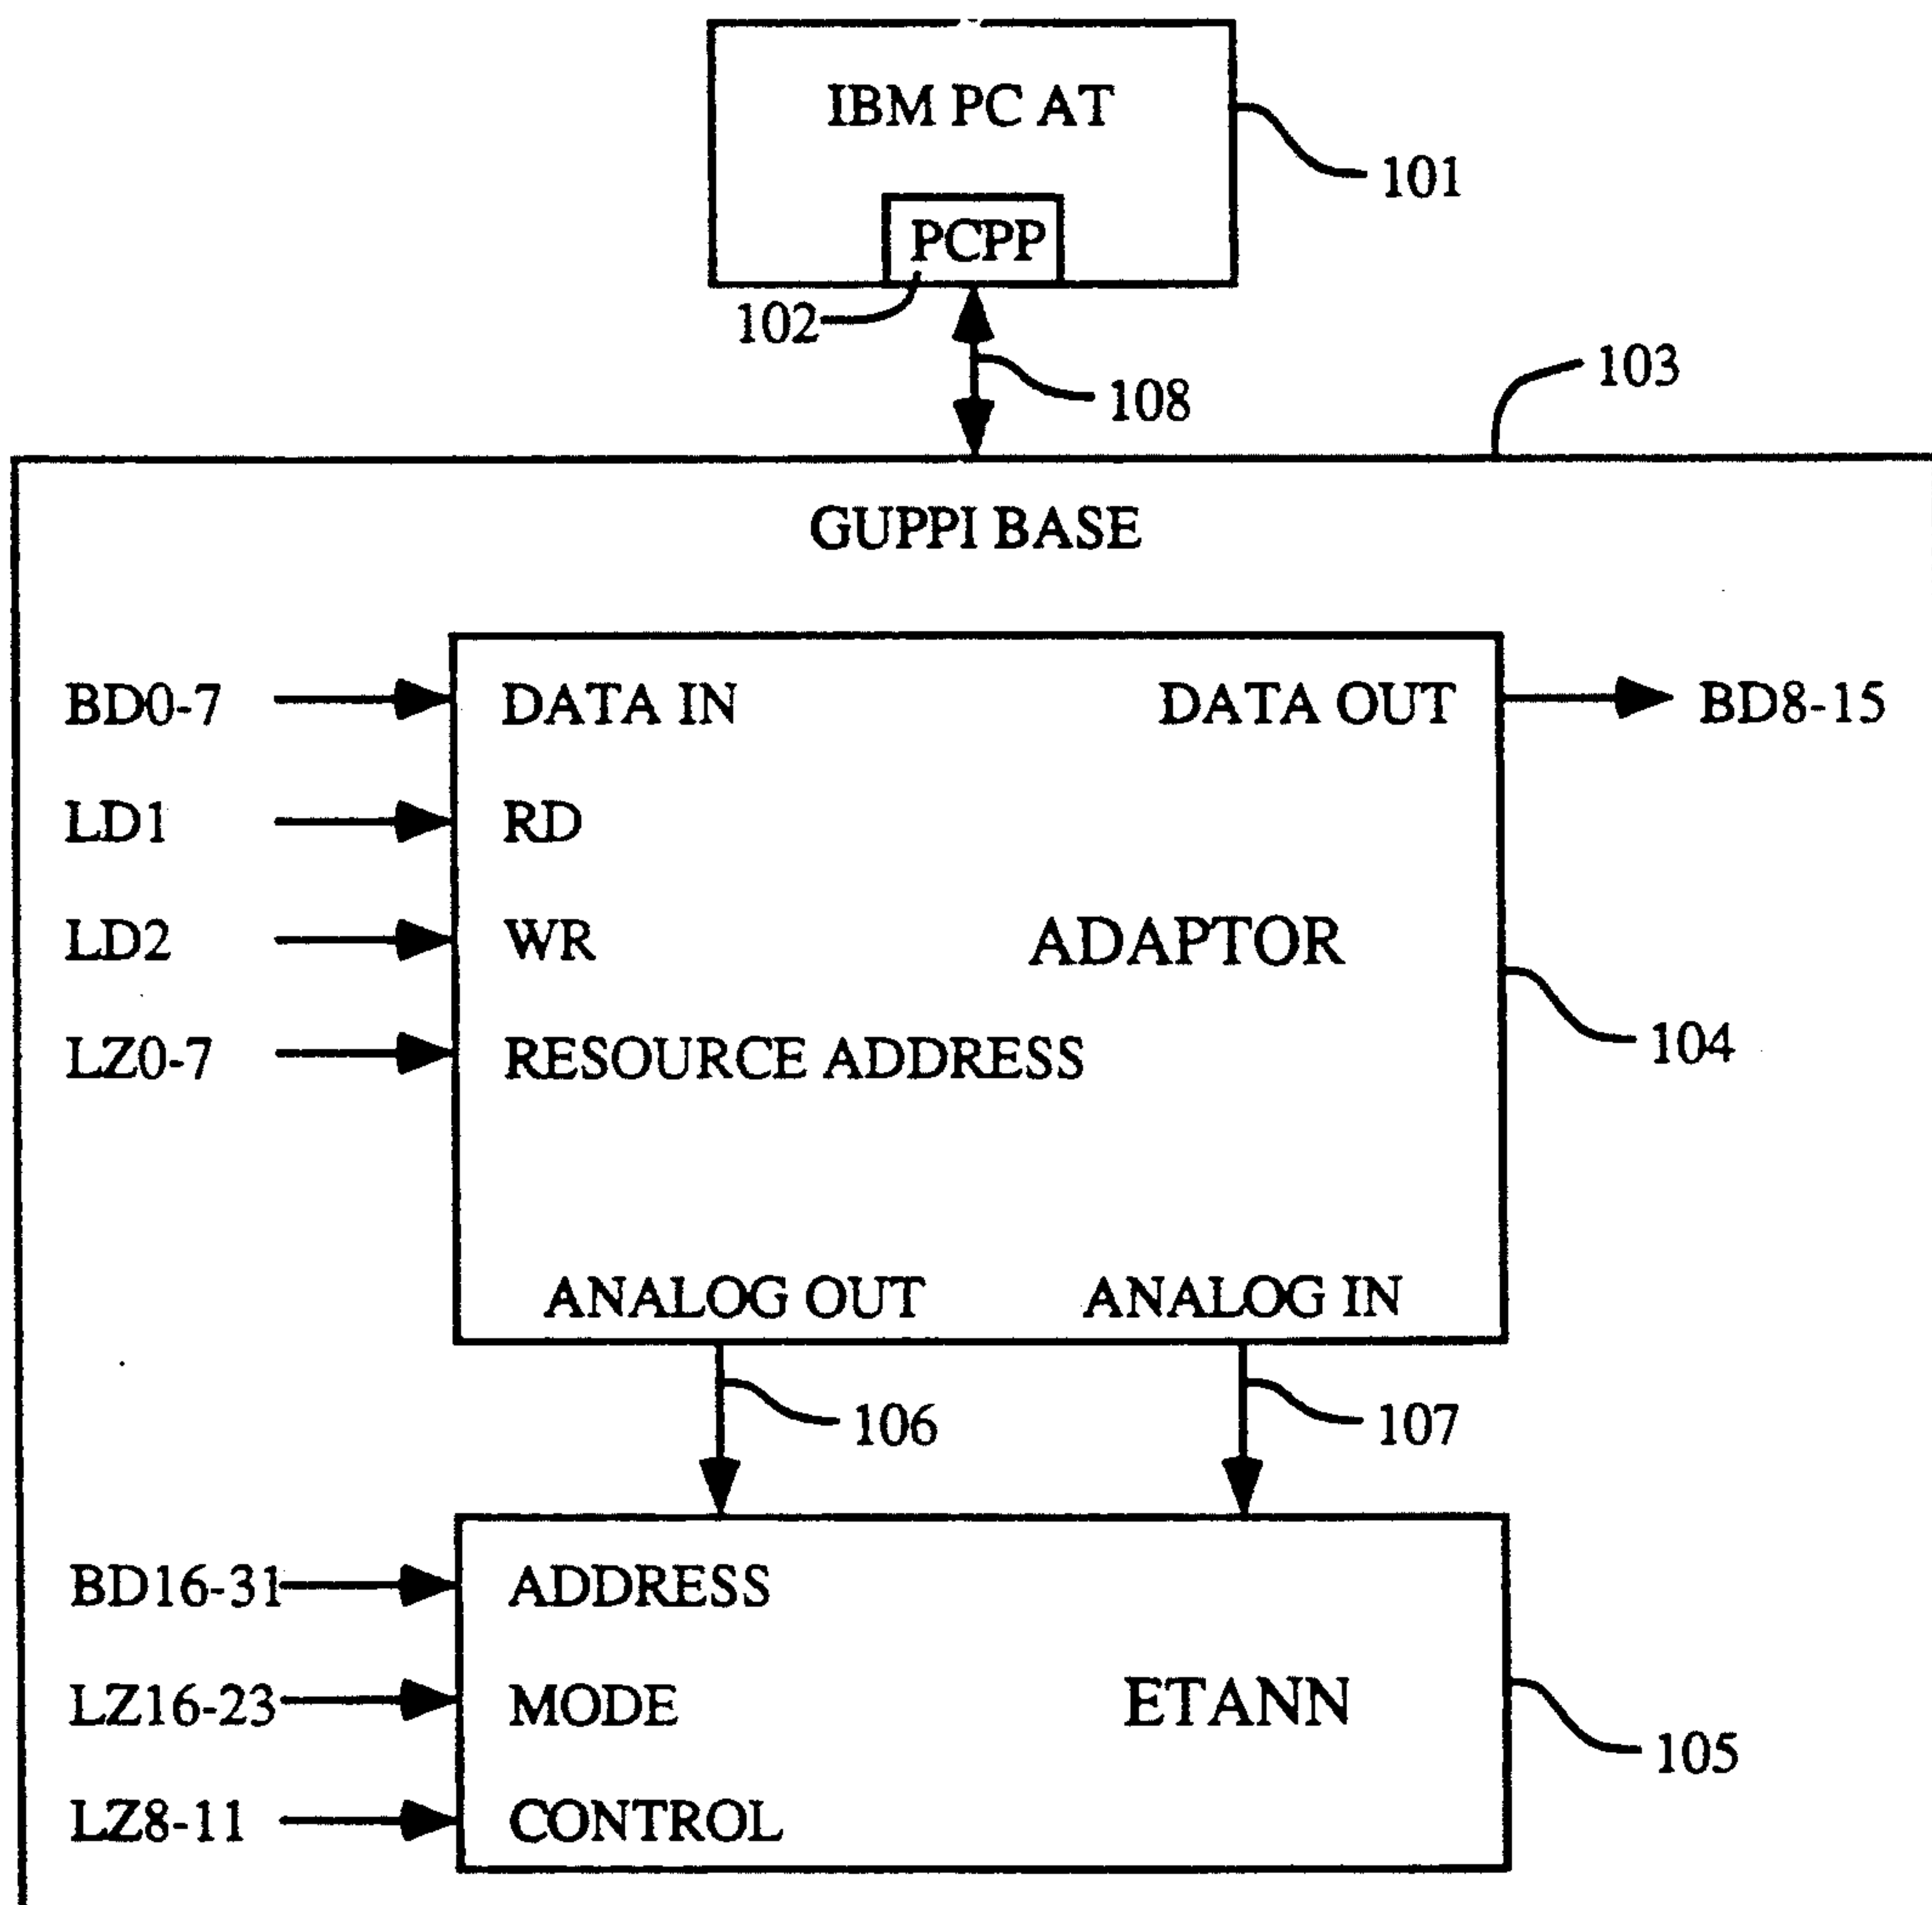 IBM PC AT
101
PCPP
102
108
103
GUPPI BASE
BD0-7
DATA IN
DATA OUT
BD8-15
LD1
RD
LD2
WR
ADAPTOR
LZ0-7
RESOURCE ADDRESS
104
ANALOG OUT
ANALOG IN
106
107
BD16-31
ADDRESS
LZ16-23
MODE
ETANN
105
LZ8-11
CONTROL